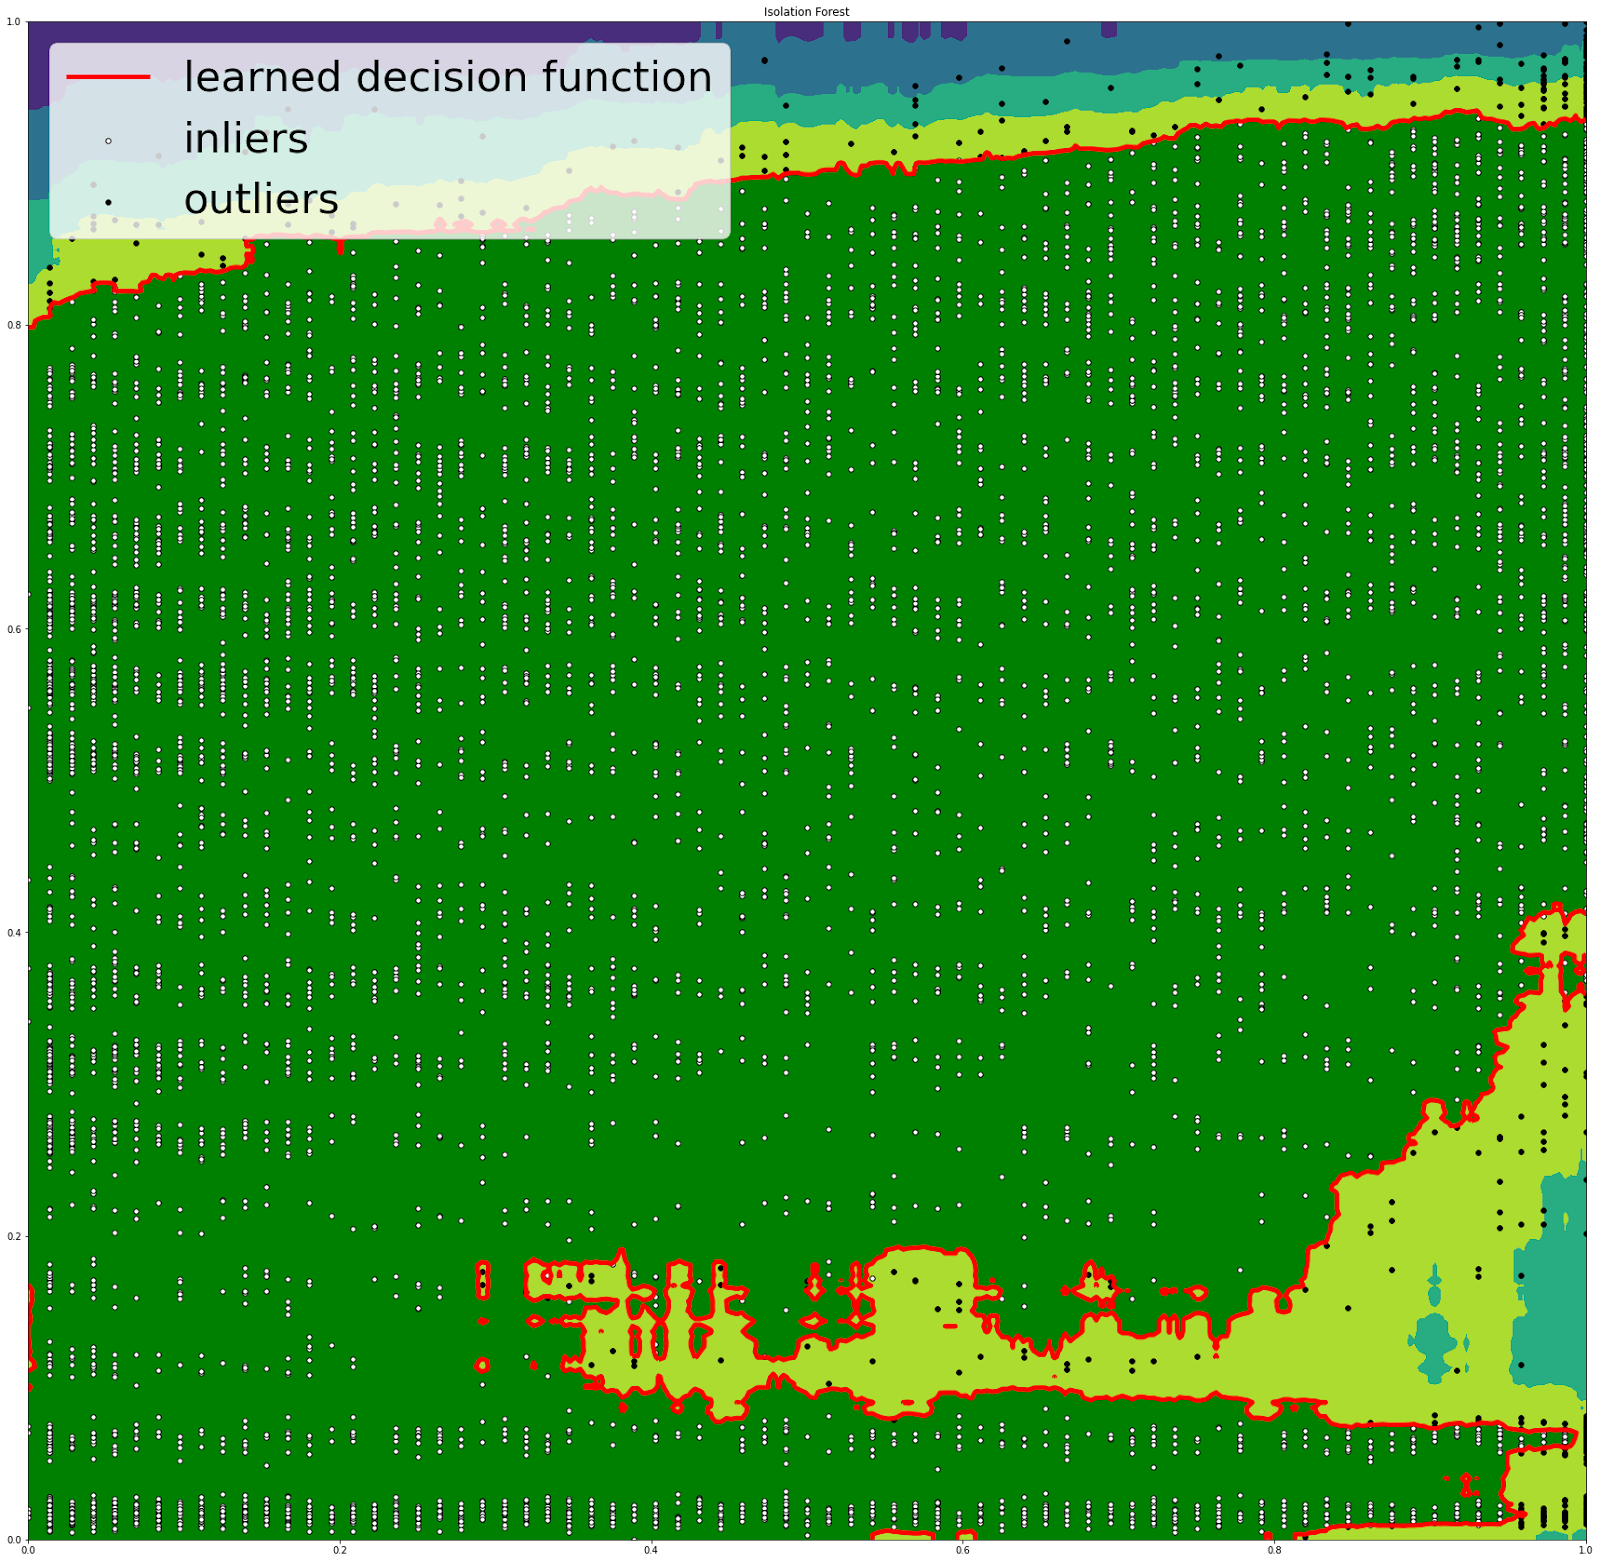 Isolation Forest
1.0
learned decision function
inliers
outliers
0.8
0.6
0.4
0.2
0.0
0.0 0.2 0.4 0.6 0.8 1.0